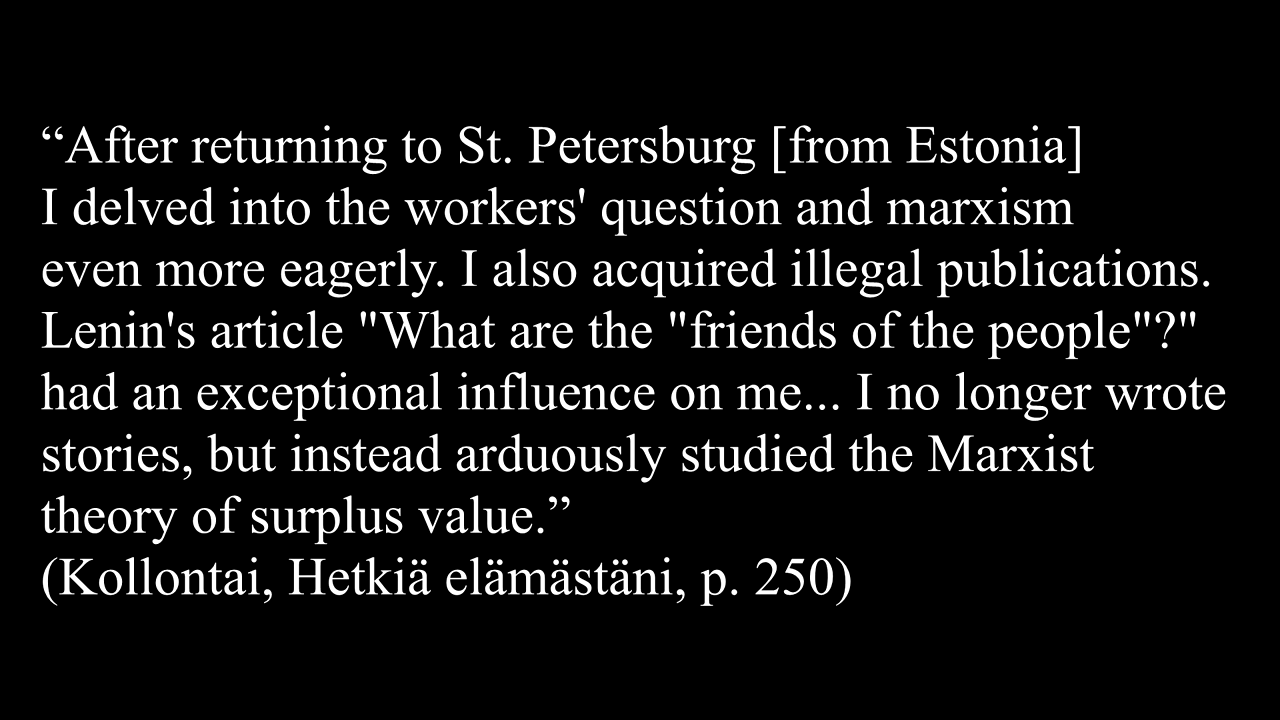 “After returning to St. Petersburg [from Estonia]
I delved into the workers' question and marxism
even more eagerly. I also acquired illegal publications.
Lenin's article "What are the "friends of the people"?"
had an exceptional influence on me... I no longer wrote
stories, but instead arduously studied the Marxist
theory of surplus value.”
(Kollontai, Hetkiä elämästäni, p. 250)